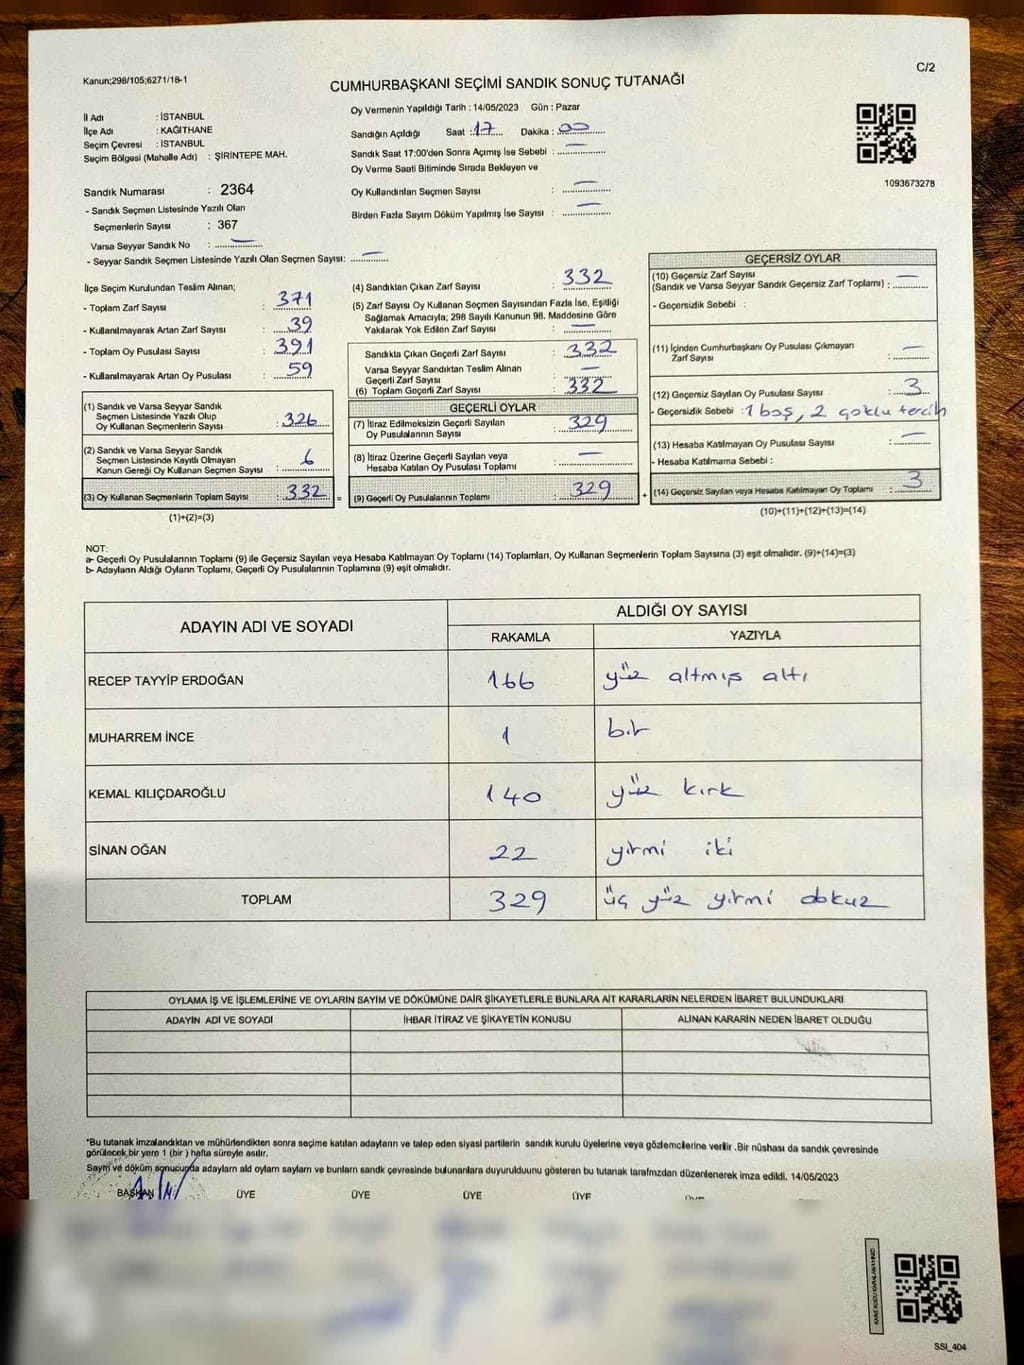 Kanun;298/105;6271/16-1
C/2
CUMHURBAŞKANI SEÇİMİ SANDIK SONUÇ TUTANAĞI
İl Adı : İSTANBUL
İlçe Adı : KAĞITHANE
Seçim Çevresi : İSTANBUL
Seçim Bölgesi (Mahalle Adı) : ŞİRİNTEPE MAH.
Sandık Numarası : 2364
- Sandık Seçmen Listesinde Yazılı Olan
Seçmenlerin Sayısı : 367
Varsa Seyyar Sandık No : —
- Seyyar Sandık Seçmen Listesinde Yazılı Olan Seçmen Sayısı: —
Oy Vermenin Yapıldığı Tarih : 14/05/2023 Gün : Pazar
Sandığın Açıldığı Saat : 17 Dakika : 00
Sandık Saat 17:00'den Sonra Açımış İse Sebebi : —
Oy Verme Saati Bitiminde Sırada Bekleyen ve
Oy Kullandırılan Seçmen Sayısı : —
Birden Fazla Sayım Döküm Yapılmış İse Sayısı : —
1093673278
İlçe Seçim Kurulundan Teslim Alınan;
- Toplam Zarf Sayısı : 371
- Kullanılmayarak Artan Zarf Sayısı : 39
- Toplam Oy Pusulası Sayısı : 391
- Kullanılmayarak Artan Oy Pusulası : 59
(1) Sandık ve Varsa Seyyar Sandık
Seçmen Listesinde Yazılı Olup
Oy Kullanan Seçmenlerin Sayısı : 326
(2) Sandık ve Varsa Seyyar Sandık
Seçmen Listesinde Kayıtlı Olmayan
Kanun Gereği Oy Kullanan Seçmen Sayısı : 6
(3) Oy Kullanan Seçmenlerin Toplam Sayısı : 332 =
(1)+(2)=(3)
(4) Sandıktan Çıkan Zarf Sayısı : 332
(5) Zarf Sayısı Oy Kullanan Seçmen Sayısından Fazla İse, Eşitliği
Sağlamak Amacıyla; 298 Sayılı Kanunun 98. Maddesine Göre
Yakılarak Yok Edilen Zarf Sayısı : —
Sandıkta Çıkan Geçerli Zarf Sayısı : 332
Varsa Seyyar Sandıktan Teslim Alınan
Geçerli Zarf Sayısı : —
(6) Toplam Geçerli Zarf Sayısı : 332
GEÇERLİ OYLAR
(7) İtiraz Edilmeksizin Geçerli Sayılan
Oy Pusulalarının Sayısı : 329
(8) İtiraz Üzerine Geçerli Sayılan veya
Hesaba Katılan Oy Pusulası Toplamı : —
(9) Geçerli Oy Pusulalarının Toplamı : 329 +
GEÇERSİZ OYLAR
(10) Geçersiz Zarf Sayısı
(Sandık ve Varsa Seyyar Sandık Geçersiz Zarf Toplamı) : —
- Geçersizlik Sebebi :
(11) İçinden Cumhurbaşkanı Oy Pusulası Çıkmayan
Zarf Sayısı : —
(12) Geçersiz Sayılan Oy Pusulası Sayısı : 3
- Geçersizlik Sebebi : 1 boş, 2 çoklu tercih
(13) Hesaba Katılmayan Oy Pusulası Sayısı : —
- Hesaba Katılmama Sebebi :
(14) Geçersiz Sayılan veya Hesaba Katılmayan Oy Toplamı : 3
(10)+(11)+(12)+(13)=(14)
NOT:
a- Geçerli Oy Pusulalarının Toplamı (9) ile Geçersiz Sayılan veya Hesaba Katılmayan Oy Toplamı (14) Toplamları, Oy Kullanan Seçmenlerin Toplam Sayısına (3) eşit olmalıdır. (9)+(14)=(3)
b- Adayların Aldığı Oyların Toplamı, Geçerli Oy Pusulalarının Toplamına (9) eşit olmalıdır.
ADAYIN ADI VE SOYADI
ALDIĞI OY SAYISI
RAKAMLA YAZIYLA
RECEP TAYYİP ERDOĞAN 166 yüz altmış altı
MUHARREM İNCE 1 bir
KEMAL KILIÇDAROĞLU 140 yüz kırk
SİNAN OĞAN 22 yirmi iki
TOPLAM 329 üç yüz yirmi dokuz
OYLAMA İŞ VE İŞLEMLERİNE VE OYLARIN SAYIM VE DÖKÜMÜNE DAİR ŞİKAYETLERLE BUNLARA AİT KARARLARIN NELERDEN İBARET BULUNDUKLARI
ADAYIN ADI VE SOYADI İHBAR İTİRAZ VE ŞİKAYETİN KONUSU ALINAN KARARIN NEDEN İBARET OLDUĞU
*Bu tutanak imzalandıktan ve mühürlendikten sonra seçime katılan adayların ve talep eden siyasi partilerin sandık kurulu üyelerine veya gözlemcilerine verilir .Bir nüshası da sandık çevresinde
görülecek bir yere 1 (bir ) hafta süreyle asılır.
Sayım ve döküm sonucunda adayların ald oyların sayların ve bunların sandk çevresinde bulunanlara duyurulduunu gösteren bu tutanak tarafımzdan düzenlenerek imza edildi. 14/05/2023
BAŞKAN ÜYE ÜYE ÜYE ÜYE
SSI_404